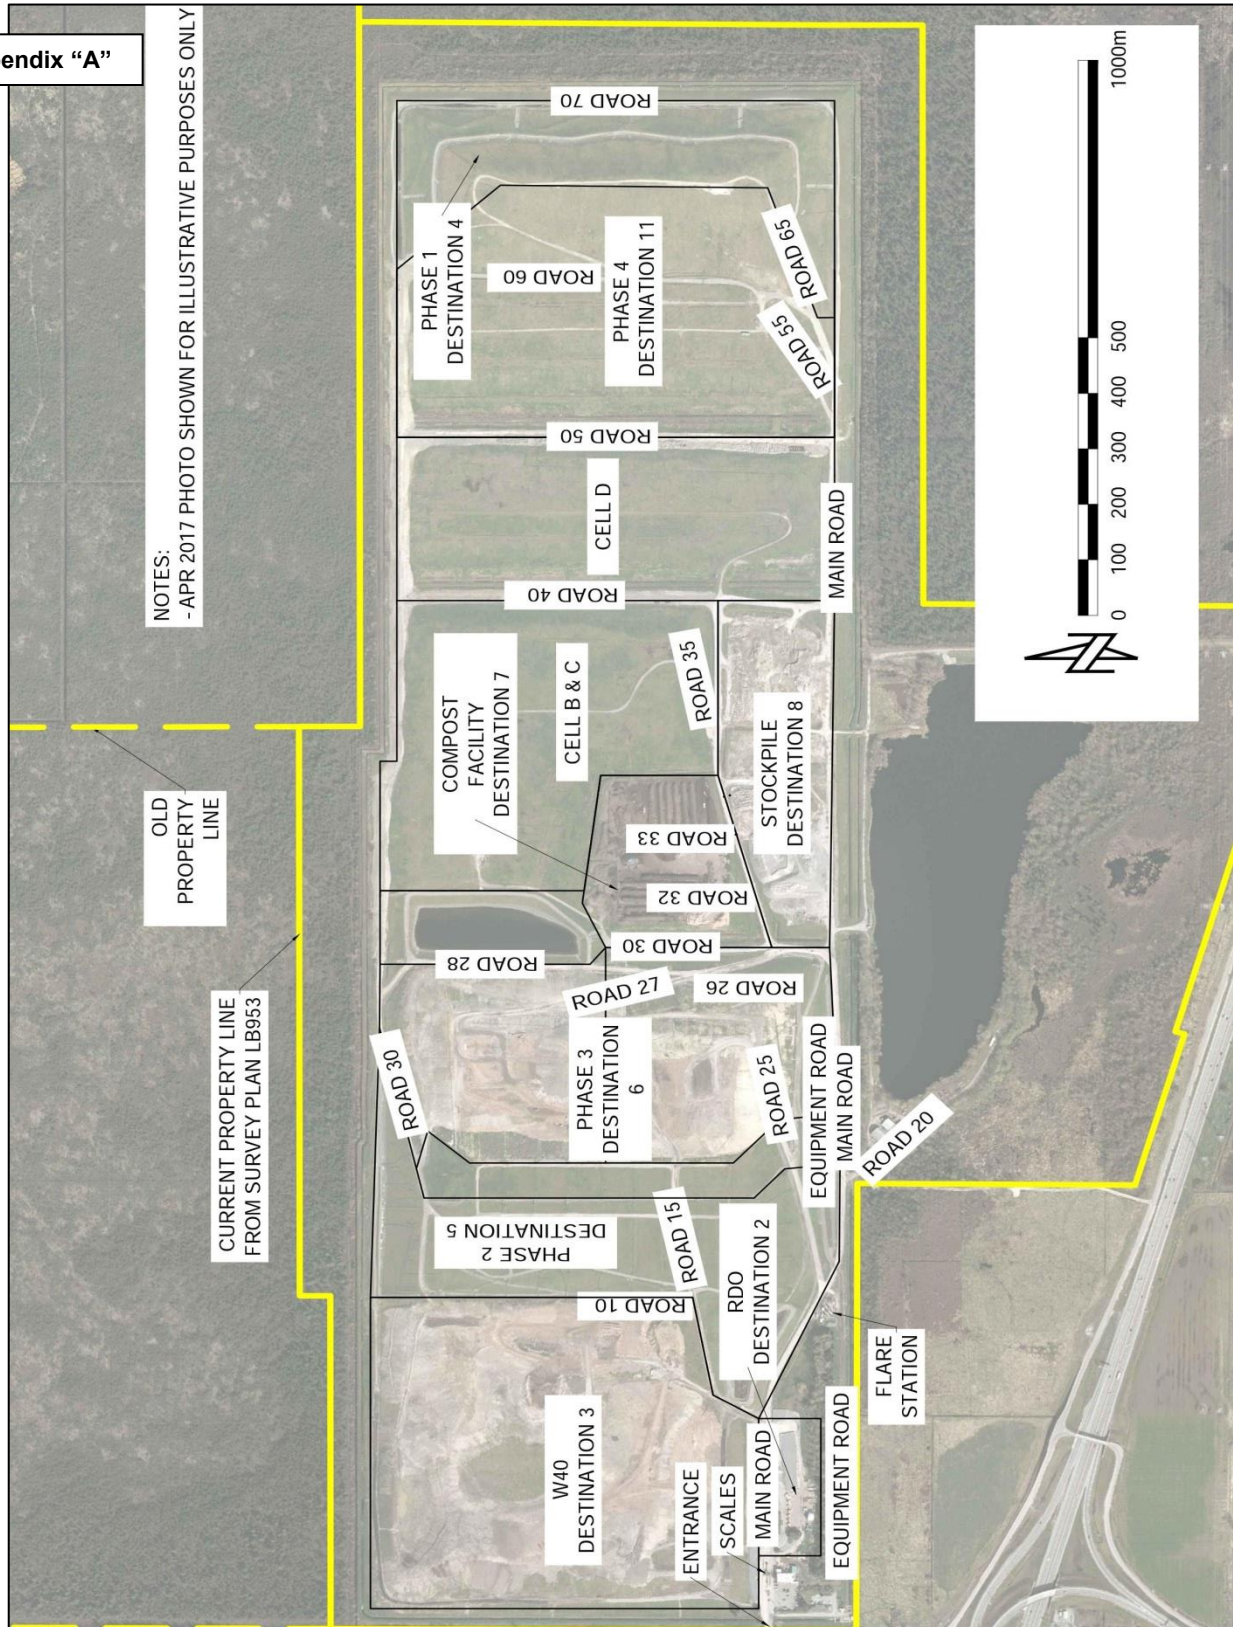 endix “A”
NOTES:
- APR 2017 PHOTO SHOWN FOR ILLUSTRATIVE PURPOSES ONLY
OLD
PROPERTY
LINE
CURRENT PROPERTY LINE
FROM SURVEY PLAN LB953
ROAD 70
PHASE 1
DESTINATION 4
ROAD 60
PHASE 4
DESTINATION 11
ROAD 65
ROAD 55
ROAD 50
CELL D
MAIN ROAD
ROAD 40
COMPOST
FACILITY
DESTINATION 7
CELL B & C
ROAD 35
STOCKPILE
DESTINATION 8
ROAD 33
ROAD 32
ROAD 30
ROAD 28
ROAD 27
ROAD 26
ROAD 30
PHASE 3
DESTINATION
6
ROAD 25
EQUIPMENT ROAD
MAIN ROAD
ROAD 20
PHASE 2
DESTINATION 5
ROAD 15
ROAD 10
RDO
DESTINATION 2
FLARE
STATION
W40
DESTINATION 3
ENTRANCE
SCALES
MAIN ROAD
EQUIPMENT ROAD
0
100
200
300
400
500
1000m